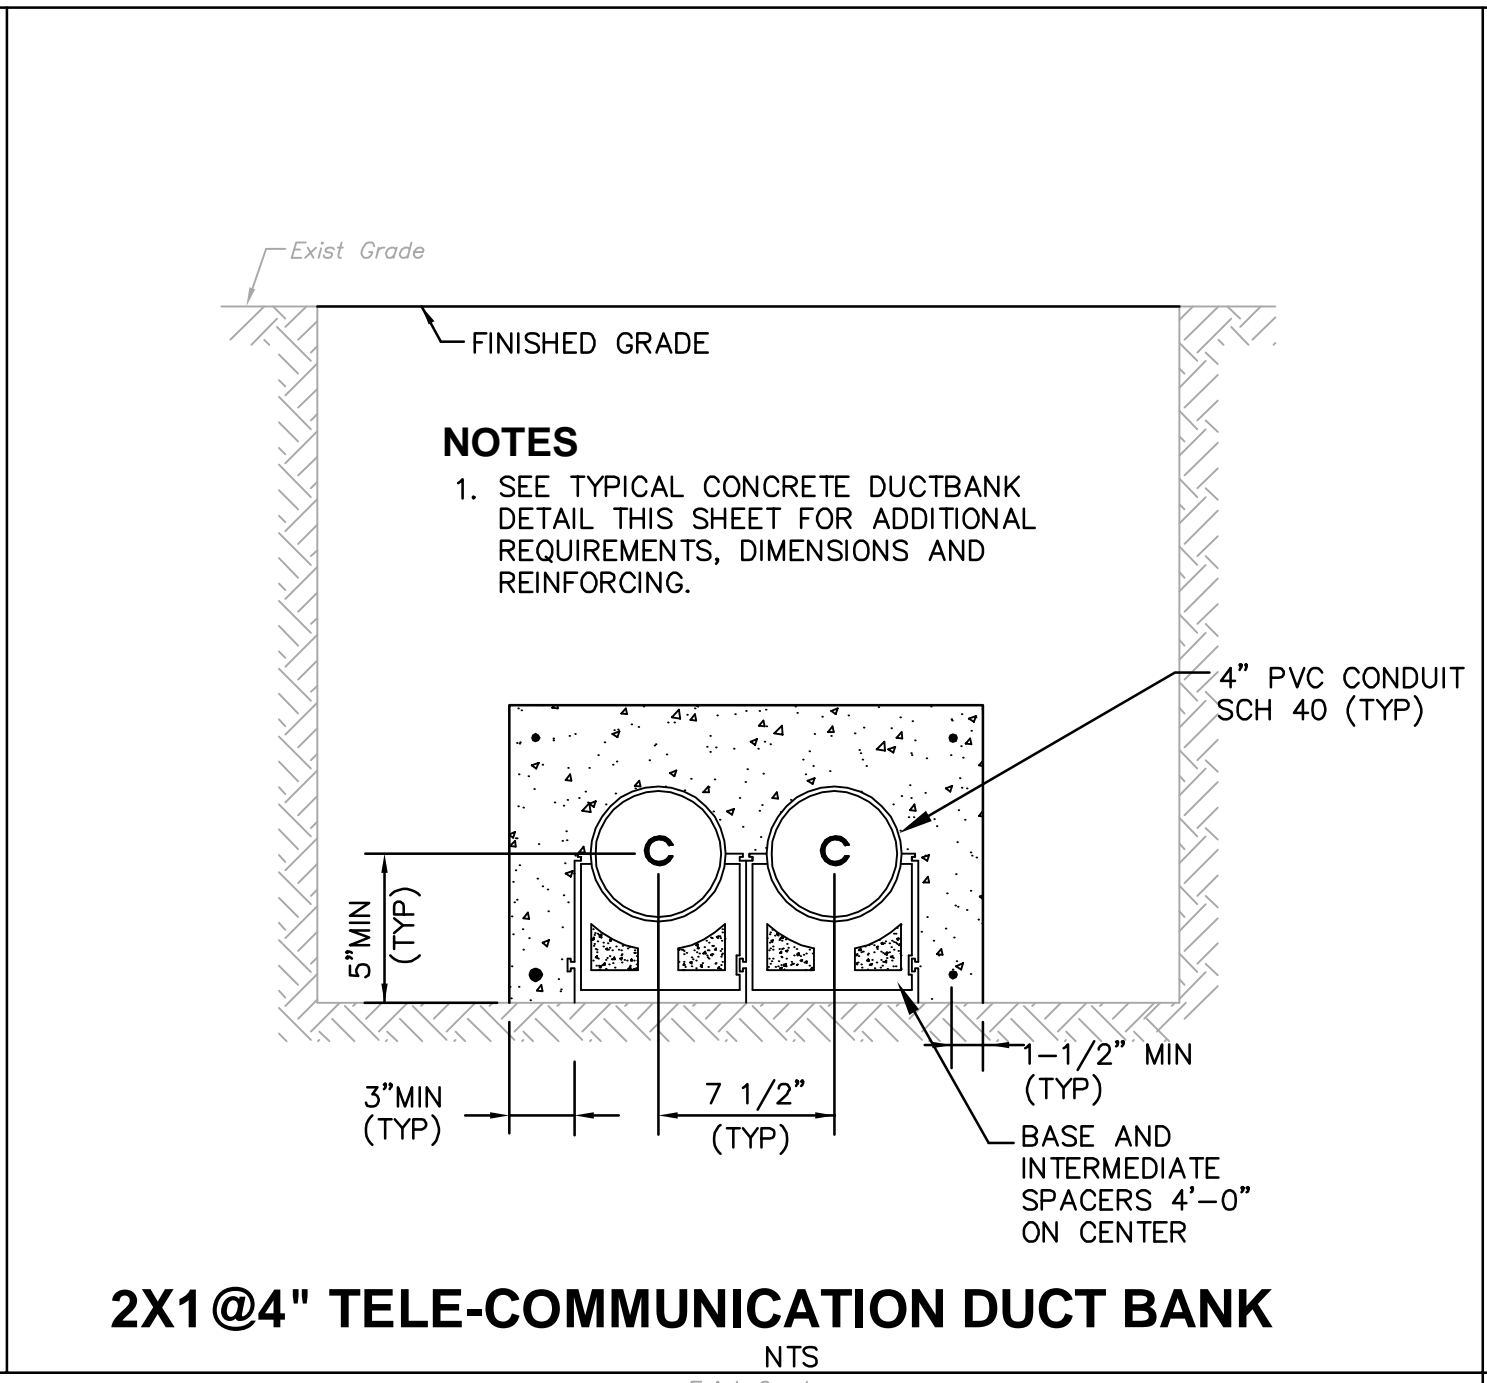 Exist Grade
FINISHED GRADE
NOTES
1. SEE TYPICAL CONCRETE DUCTBANK
DETAIL THIS SHEET FOR ADDITIONAL
REQUIREMENTS, DIMENSIONS AND
REINFORCING.
4" PVC CONDUIT
SCH 40 (TYP)
C
C
5"MIN
(TYP)
3"MIN
(TYP)
7 1/2"
(TYP)
1-1/2" MIN
(TYP)
BASE AND
INTERMEDIATE
SPACERS 4'-0"
ON CENTER
2X1@4" TELE-COMMUNICATION DUCT BANK
NTS